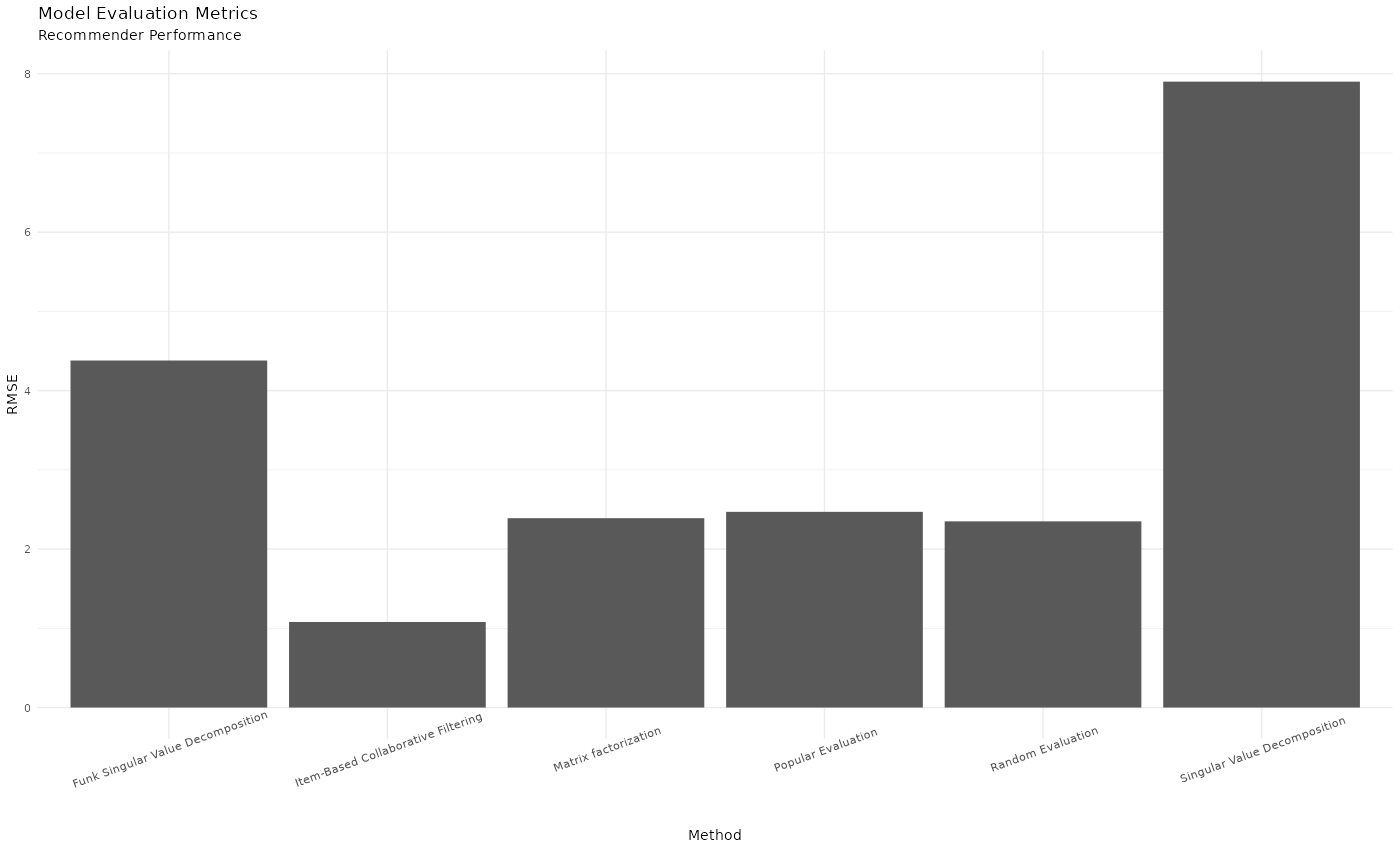 Model Evaluation Metrics
Recommender Performance
RMSE
8
6
4
2
0
Funk Singular Value Decomposition
Item-Based Collaborative Filtering
Matrix factorization
Popular Evaluation
Random Evaluation
Singular Value Decomposition
Method